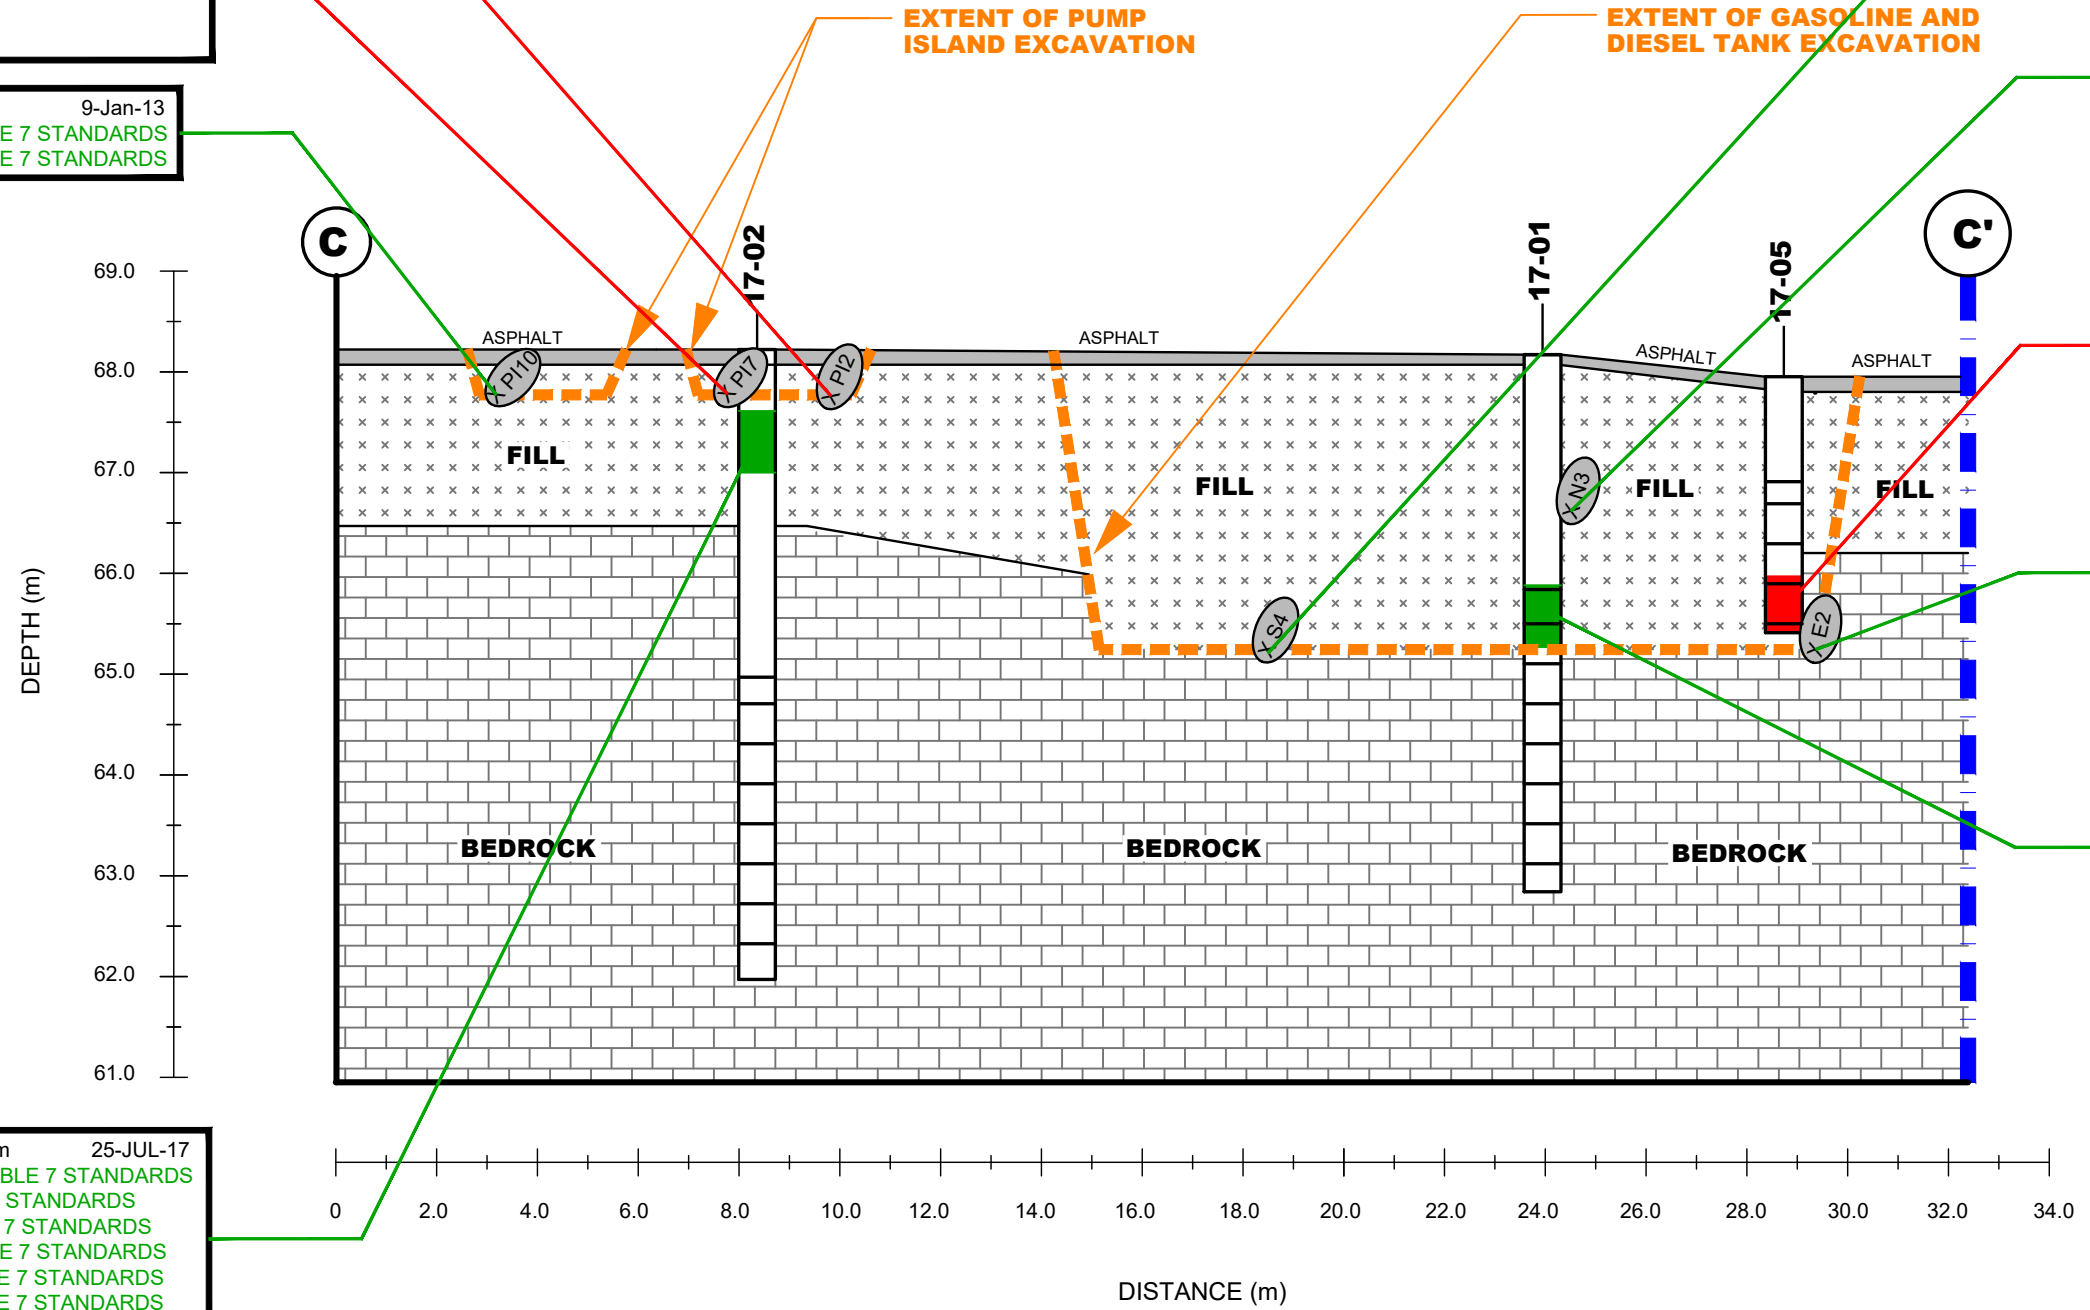 EXTENT OF PUMP
ISLAND EXCAVATION
EXTENT OF GASOLINE AND
DIESEL TANK EXCAVATION
9-Jan-13
E 7 STANDARDS
E 7 STANDARDS
C
17-02
17-01
17-05
C'
69.0
68.0
67.0
66.0
65.0
64.0
63.0
62.0
61.0
DEPTH (m)
ASPHALT
ASPHALT
ASPHALT
ASPHALT
X PI10
X PI7
X PI2
X N3
X S4
X E2
FILL
FILL
FILL
FILL
BEDROCK
BEDROCK
BEDROCK
m 25-JUL-17
BLE 7 STANDARDS
STANDARDS
7 STANDARDS
E 7 STANDARDS
E 7 STANDARDS
E 7 STANDARDS
0 2.0 4.0 6.0 8.0 10.0 12.0 14.0 16.0 18.0 20.0 22.0 24.0 26.0 28.0 30.0 32.0 34.0
DISTANCE (m)